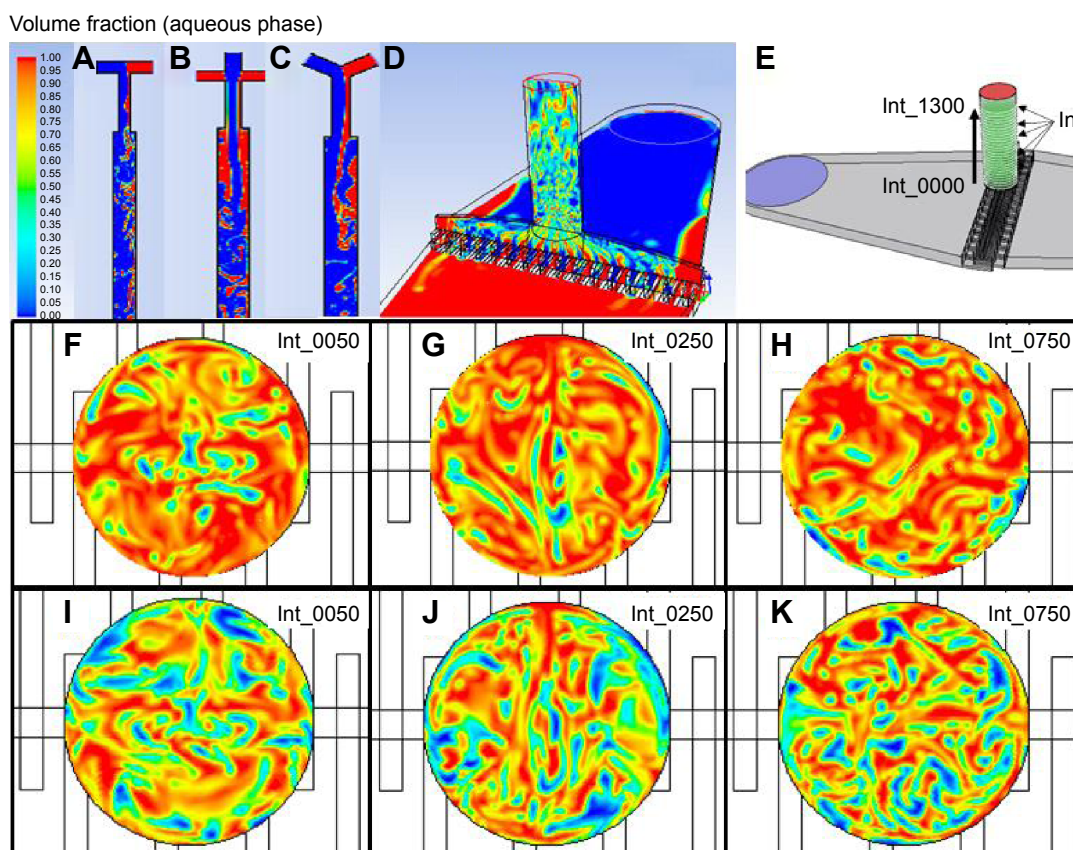 Volume fraction (aqueous phase)
A
B
C
D
E
1.00
0.95
0.90
0.85
0.80
0.75
0.70
0.65
0.60
0.55
0.50
0.45
0.40
0.35
0.30
0.25
0.20
0.15
0.10
0.05
0.00
Int_1300
In
Int_0000
F
Int_0050
G
Int_0250
H
Int_0750
I
Int_0050
J
Int_0250
K
Int_0750